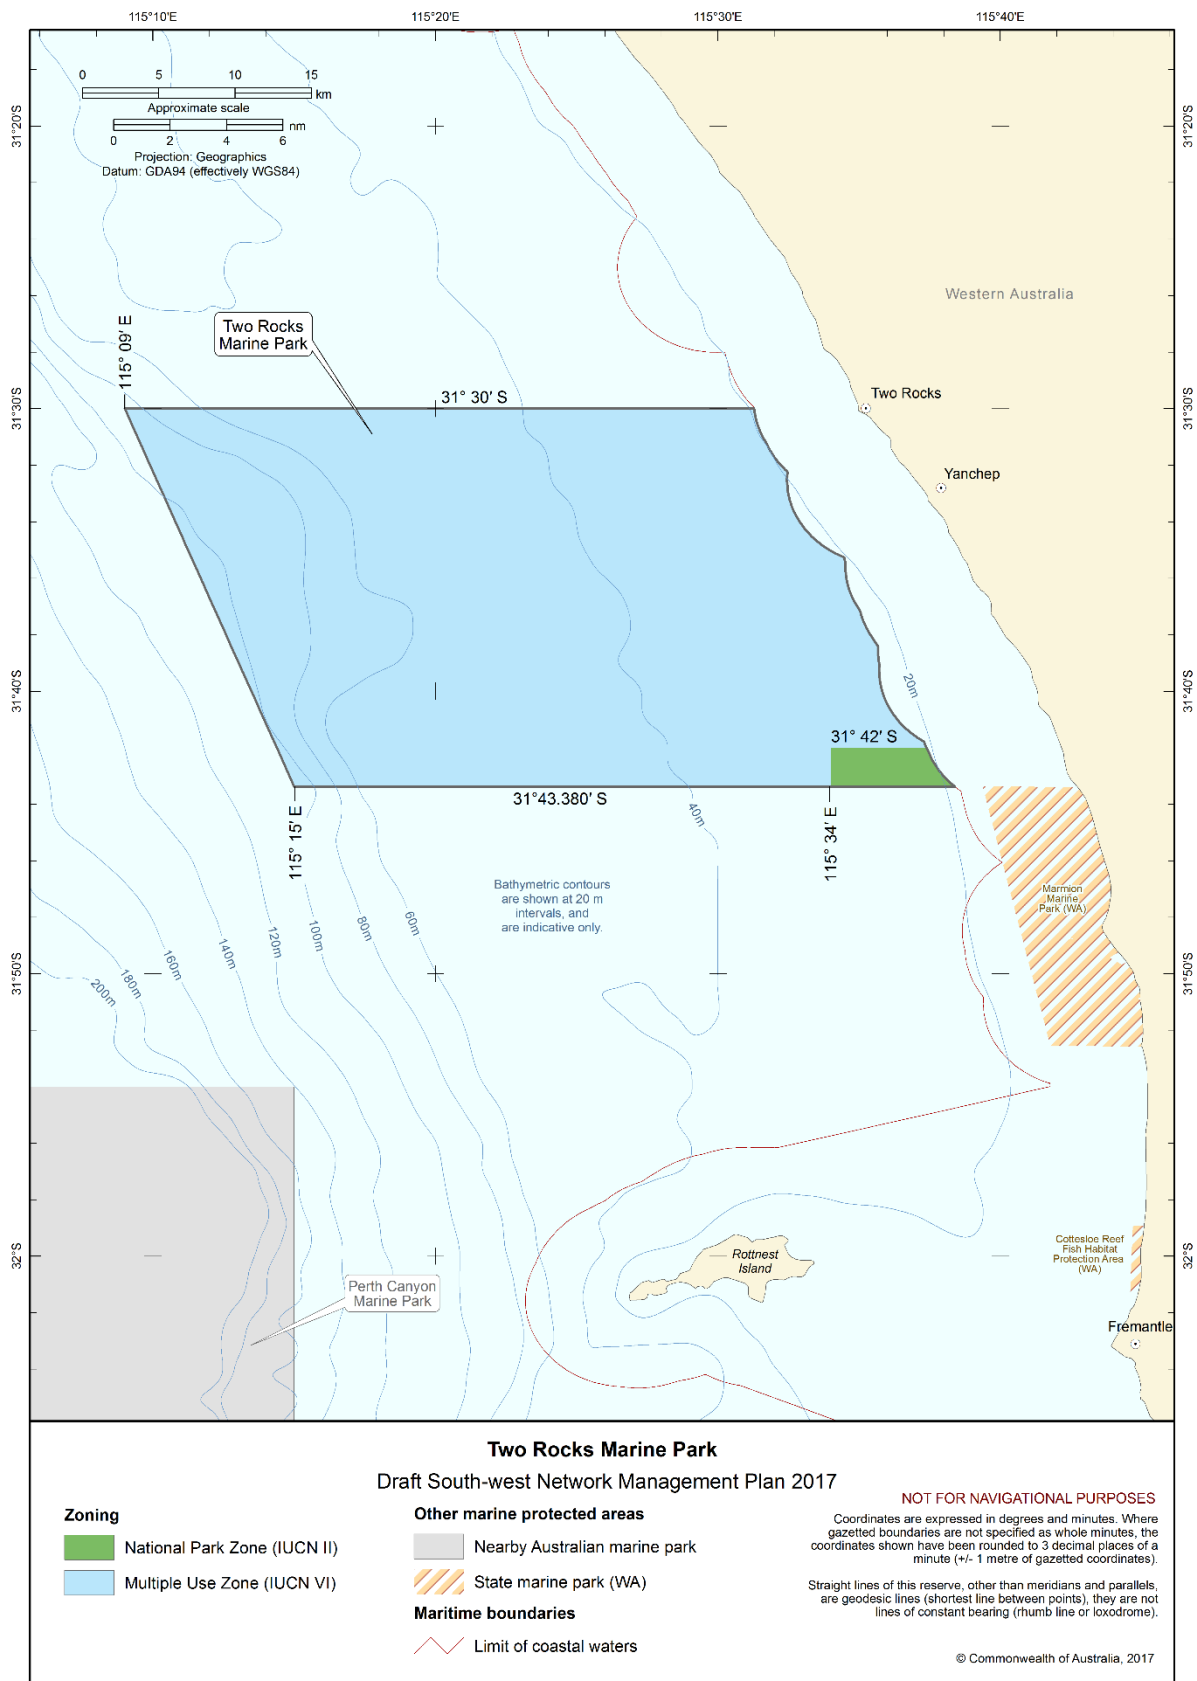 115°10'E
115°20'E
115°30'E
115°40'E
0
5
10
15
km
Approximate scale
nm
0
2
4
6
Projection: Geographics
Datum: GDA94 (effectively WGS84)
31°20'S
31°20'S
Western Australia
Two Rocks
Marine Park
115° 09' E
31° 30' S
Two Rocks
31°30'S
31°30'S
Yanchep
31°40'S
31°40'S
20m
31° 42' S
31°43.380' S
40m
115° 15' E
115° 34' E
Bathymetric contours
are shown at 20 m
intervals, and
are indicative only.
Marmion
Marine
Park (WA)
60m
80m
100m
120m
140m
160m
180m
200m
31°50'S
31°50'S
Rottnest
Island
Cottesloe Reef
Fish Habitat
Protection Area
(WA)
32°S
32°S
Perth Canyon
Marine Park
Fremantle
Two Rocks Marine Park
Draft South-west Network Management Plan 2017
Zoning
National Park Zone (IUCN II)
Multiple Use Zone (IUCN VI)
Other marine protected areas
Nearby Australian marine park
State marine park (WA)
Maritime boundaries
Limit of coastal waters
NOT FOR NAVIGATIONAL PURPOSES
Coordinates are expressed in degrees and minutes. Where
gazetted boundaries are not specified as whole minutes, the
coordinates shown have been rounded to 3 decimal places of a
minute (+/- 1 metre of gazetted coordinates).
Straight lines of this reserve, other than meridians and parallels,
are geodesic lines (shortest line between points), they are not
lines of constant bearing (rhumb line or loxodrome).
© Commonwealth of Australia, 2017